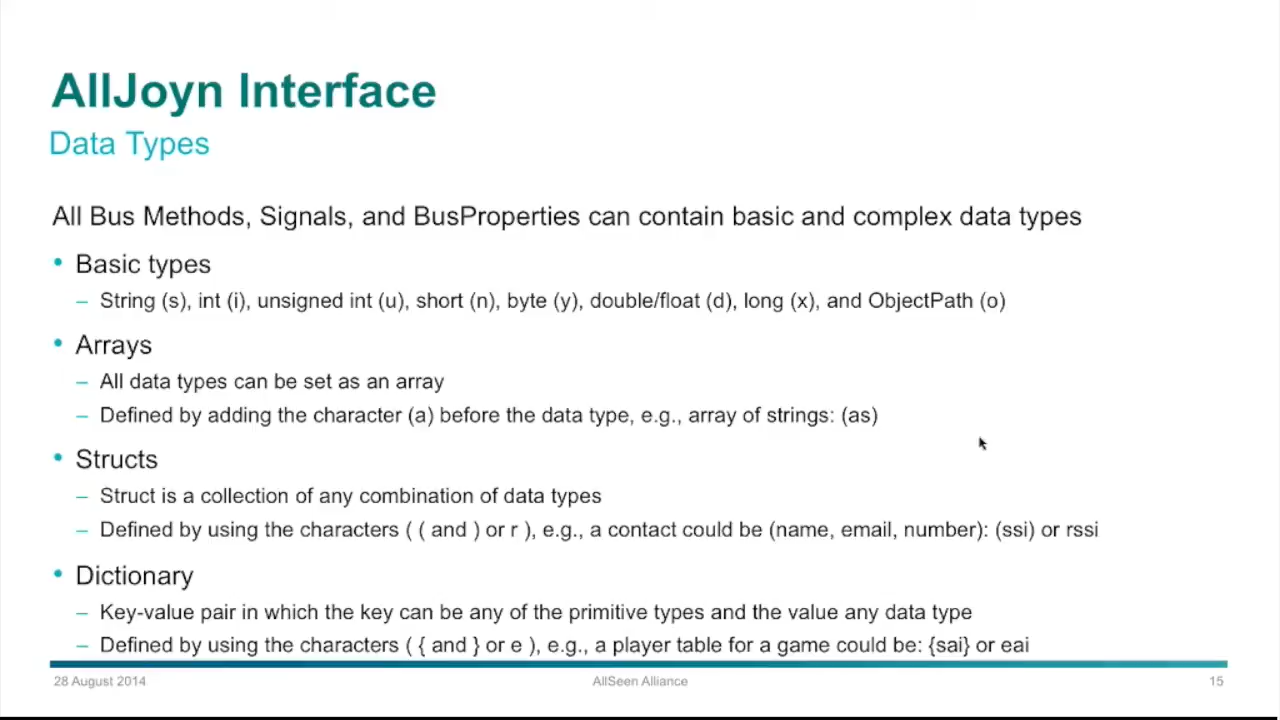 AllJoyn Interface
Data Types
All Bus Methods, Signals, and BusProperties can contain basic and complex data types
• Basic types
– String (s), int (i), unsigned int (u), short (n), byte (y), double/float (d), long (x), and ObjectPath (o)
• Arrays
– All data types can be set as an array
– Defined by adding the character (a) before the data type, e.g., array of strings: (as)
• Structs
– Struct is a collection of any combination of data types
– Defined by using the characters ( ( and ) or r ), e.g., a contact could be (name, email, number): (ssi) or rssi
• Dictionary
– Key-value pair in which the key can be any of the primitive types and the value any data type
– Defined by using the characters ( { and } or e ), e.g., a player table for a game could be: {sai} or eai
28 August 2014
AllSeen Alliance
15